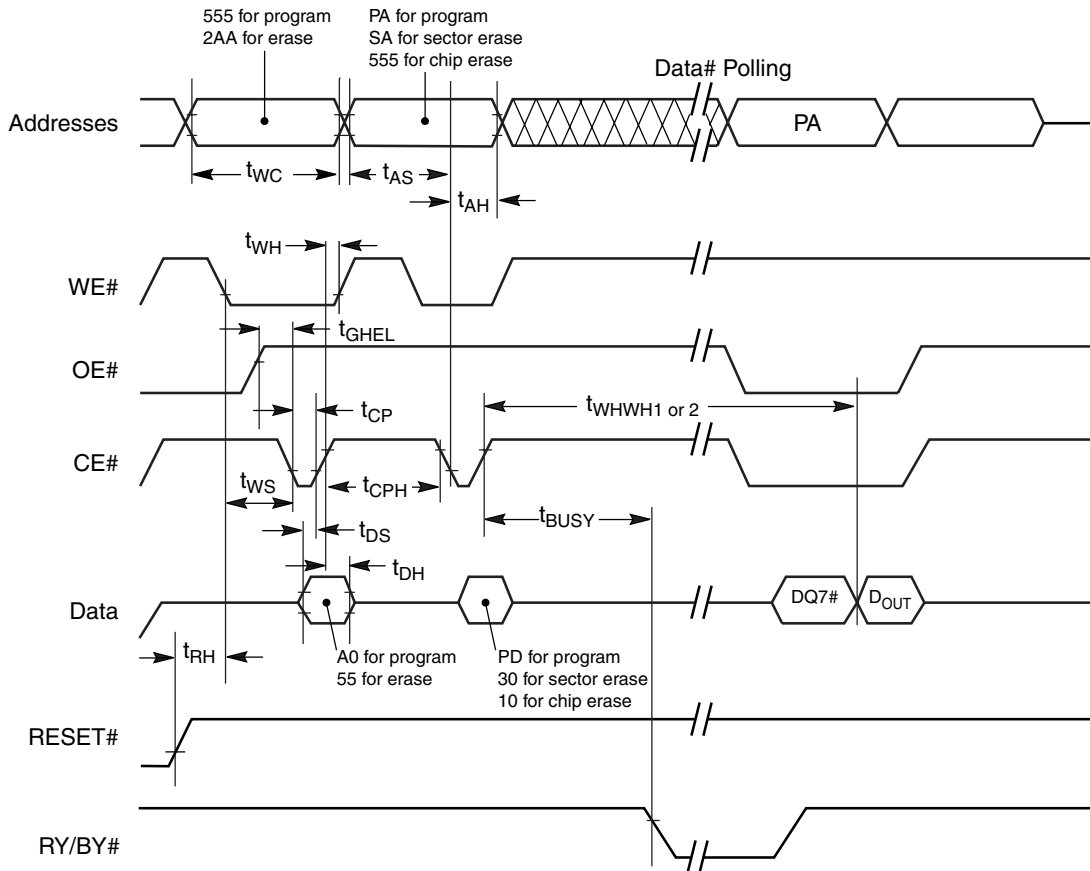 555 for program
2AA for erase
PA for program
SA for sector erase
555 for chip erase
Data# Polling
Addresses
PA
tWC
tAS
tAH
tWH
WE#
tGHEL
OE#
tCP
tWHWH1 or 2
CE#
tWS
tCPH
tBUSY
tDS
tDH
Data
DQ7#
DOUT
tRH
A0 for program
55 for erase
PD for program
30 for sector erase
10 for chip erase
RESET#
RY/BY#